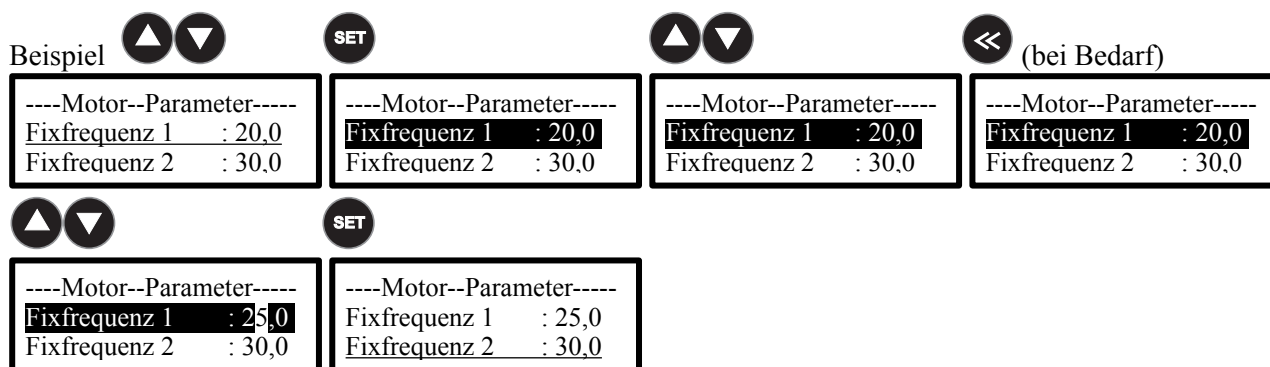 Beispiel
SET
(bei Bedarf)
----Motor--Parameter-----
Fixfrequenz 1 : 20,0
Fixfrequenz 2 : 30,0
----Motor--Parameter-----
Fixfrequenz 1 : 20,0
Fixfrequenz 2 : 30,0
----Motor--Parameter-----
Fixfrequenz 1 : 20,0
Fixfrequenz 2 : 30,0
----Motor--Parameter-----
Fixfrequenz 1 : 20,0
Fixfrequenz 2 : 30,0
SET
----Motor--Parameter-----
Fixfrequenz 1 : 25,0
Fixfrequenz 2 : 30,0
----Motor--Parameter-----
Fixfrequenz 1 : 25,0
Fixfrequenz 2 : 30,0